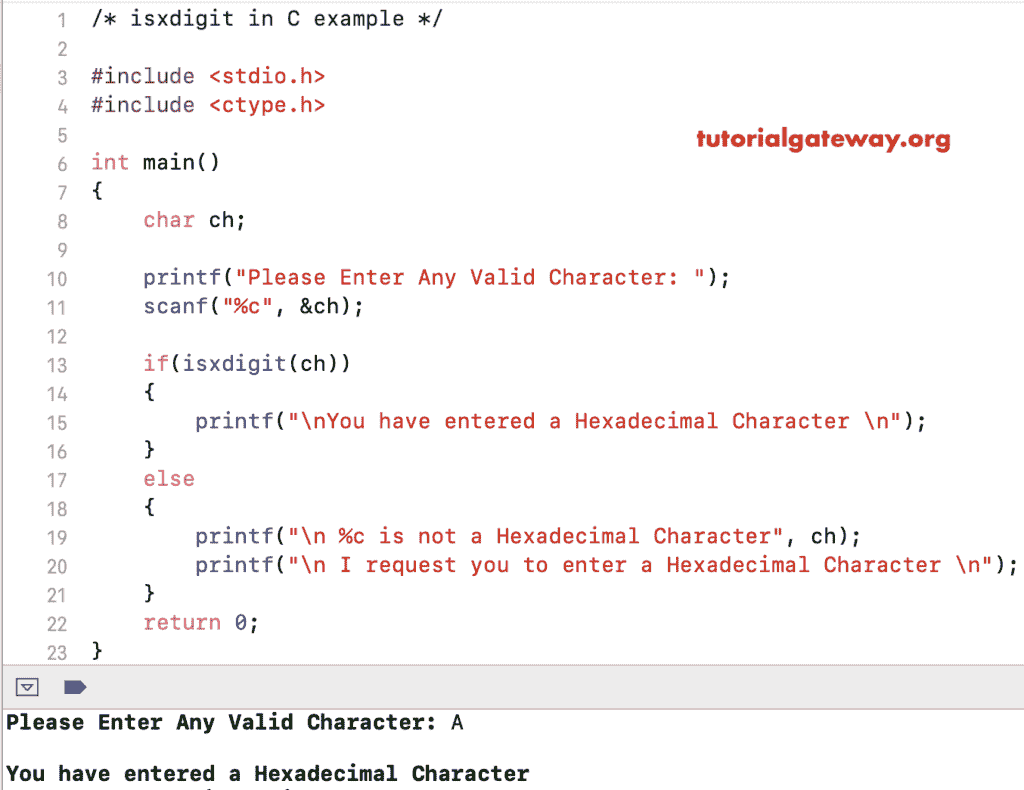 1 /* isxdigit in C example */
2
3 #include <stdio.h>
4 #include <ctype.h>
5
tutorialgateway.org
6 int main()
7 {
8     char ch;
9
10     printf("Please Enter Any Valid Character: ");
11     scanf("%c", &ch);
12
13     if(isxdigit(ch))
14     {
15         printf("\nYou have entered a Hexadecimal Character \n");
16     }
17     else
18     {
19         printf("\n %c is not a Hexadecimal Character", ch);
20         printf("\n I request you to enter a Hexadecimal Character \n");
21     }
22     return 0;
23 }
Please Enter Any Valid Character: A
You have entered a Hexadecimal Character